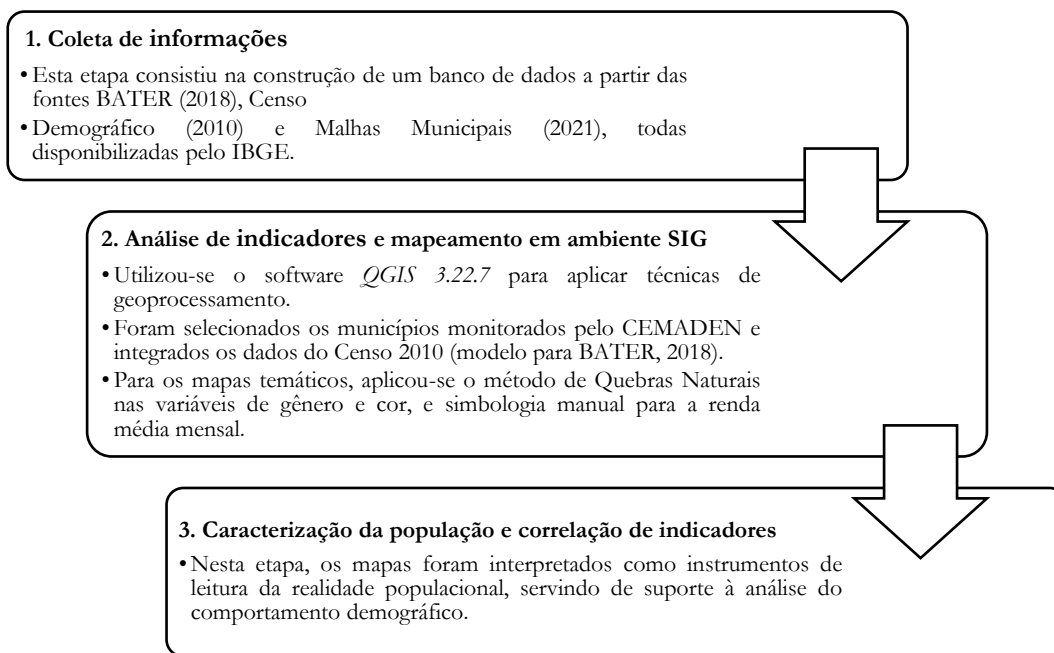 1. Coleta de informações
• Esta etapa consistiu na construção de um banco de dados a partir das
fontes BATER (2018), Censo
• Demográfico (2010) e Malhas Municipais (2021), todas
disponibilizadas pelo IBGE.
2. Análise de indicadores e mapeamento em ambiente SIG
• Utilizou-se o software QGIS 3.22.7 para aplicar técnicas de
geoprocessamento.
• Foram selecionados os municípios monitorados pelo CEMADEN e
integrados os dados do Censo 2010 (modelo para BATER, 2018).
• Para os mapas temáticos, aplicou-se o método de Quebras Naturais
nas variáveis de gênero e cor, e simbologia manual para a renda
média mensal.
3. Caracterização da população e correlação de indicadores
• Nesta etapa, os mapas foram interpretados como instrumentos de
leitura da realidade populacional, servindo de suporte à análise do
comportamento demográfico.